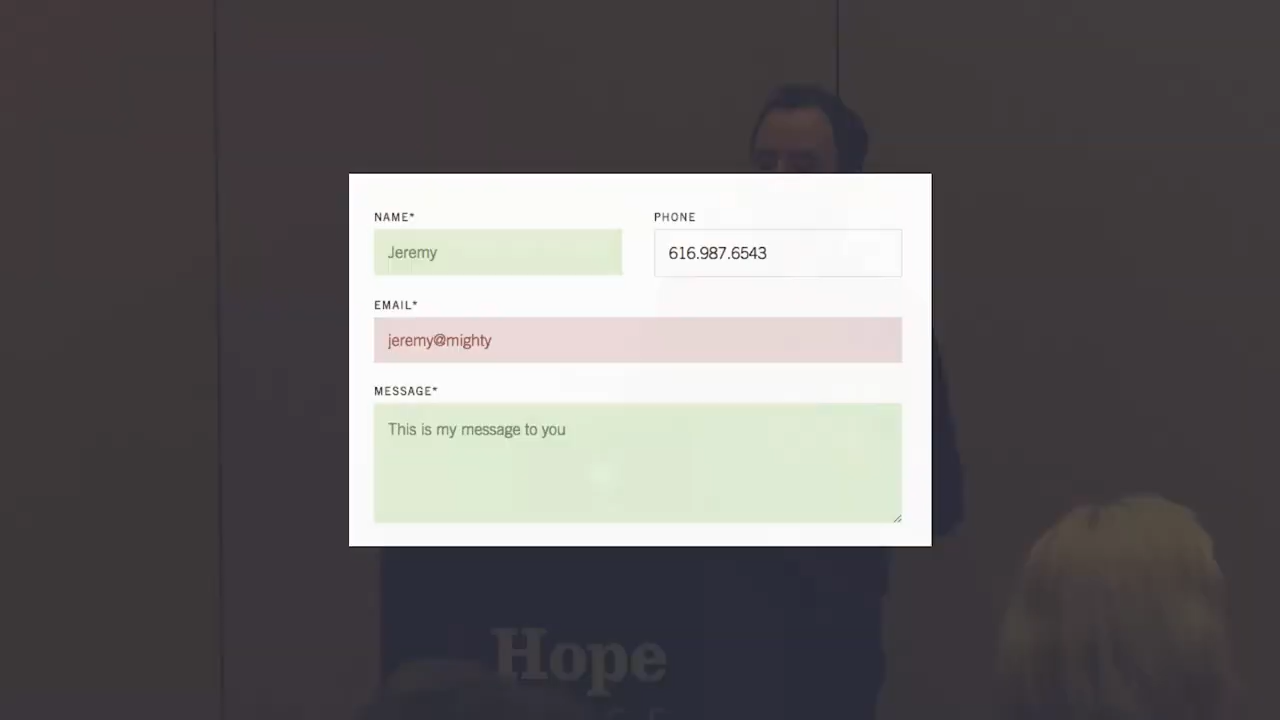 NAME*
PHONE
Jeremy
616.987.6543
EMAIL*
jeremy@mighty
MESSAGE*
This is my message to you
Hope